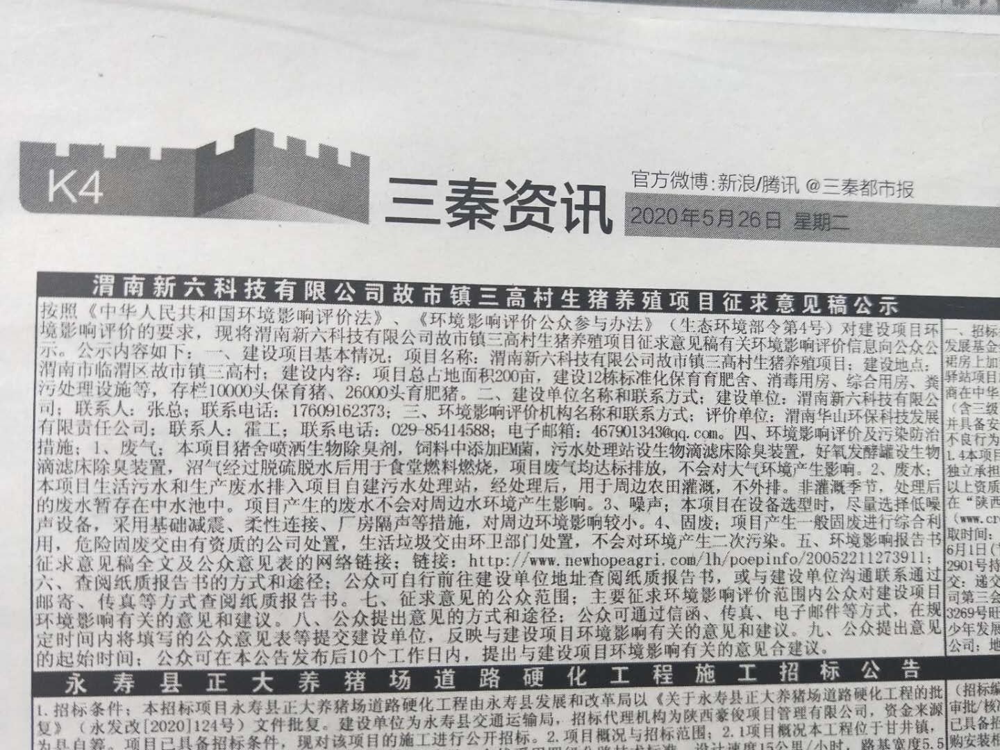 K4
三秦资讯
官方微博:新浪/腾讯 @三秦都市报
2020年5月26日 星期二
渭南新六科技有限公司故市镇三高村生猪养殖项目征求意见稿公示
按照《中华人民共和国环境影响评价法》、《环境影响评价公众参与办法》（生态环境部令第4号）对建设项目环
境影响评价的要求，现将渭南新六科技有限公司故市镇三高村生猪养殖项目征求意见稿有关环境影响评价信息向公众公
示。公示内容如下：一、建设项目基本情况；项目名称：渭南新六科技有限公司故市镇三高村生猪养殖项目；建设地点：
渭南市临渭区故市镇三高村；建设内容：项目总占地面积200亩，建设12栋标准化保育育肥舍、消毒用房、综合用房、粪
污处理设施等，存栏10000头保育猪、26000头育肥猪。二、建设单位名称和联系方式；建设单位：渭南新六科技有限公
司；联系人：张总；联系电话：17609162373；三、环境影响评价机构名称和联系方式；评价单位：渭南华山环保科技发展
有限责任公司；联系人：霍工；联系电话：029-85414588；电子邮箱：467901343@qq.com。四、环境影响评价及污染防治
措施：1、废气；本项目猪舍喷洒生物除臭剂，饲料中添加EM菌，污水处理站设生物滴滤床除臭装置，好氧发酵罐设生物
滴滤床除臭装置，沼气经过脱硫脱水后用于食堂燃料燃烧，项目废气均达标排放，不会对大气环境产生影响。2、废水；
本项目生活污水和生产废水排入项目自建污水处理站，经处理后，用于周边农田灌溉，不外排。非灌溉季节，处理后
的废水暂存在中水池中。项目产生的废水不会对周边水环境产生影响。3、噪声；本项目在设备选型时，尽量选择低噪
声设备，采用基础减震、柔性连接、厂房隔声等措施，对周边环境影响较小。4、固废；项目产生一般固废进行综合利
用，危险固废交由有资质的公司处置，生活垃圾交由环卫部门处置，不会对环境产生二次污染。五、环境影响报告书
征求意见稿全文及公众意见表的网络链接；链接：http://www.newhopeagri.com/lh/poepinfo/20052211273911；
六、查阅纸质报告书的方式和途径；公众可自行前往建设单位地址查阅纸质报告书，或与建设单位沟通联系通过
邮寄、传真等方式查阅纸质报告书。七、征求意见的公众范围；主要征求环境影响评价范围内公众对建设项目
环境影响有关的意见和建议。八、公众提出意见的方式和途径；公众可通过信函、传真、电子邮件等方式，在规
定时间内将填写的公众意见表等提交建设单位，反映与建设项目环境影响有关的意见和建议。九、公众提出意见
的起始时间；公众可在本公告发布后10个工作日内，提出与建设项目环境影响有关的意见合建议。
永寿县正大养猪场道路硬化工程施工招标公告
1.招标条件；本招标项目永寿县正大养猪场道路硬化工程由永寿县发展和改革局以《关于永寿县正大养猪场道路硬化工程的批
复》（永发改[2020]124号）文件批复。建设单位为永寿县交通运输局，招标代理机构为陕西豪俊项目管理有限公司，资金来源
为县自筹。项目已具备招标条件，现对该项目的施工进行公开招标。2.项目概况与招标范围；2.1项目概况本工程位于甘井镇，
设计速度15公里/小时，路基宽度5.5
一、招标
发展基金
裙房上加
驿站项目
商在中华
（含三级
并具备安
不良行为
1.4本项目
独立承担
以上资质
在“陕西
（www.cr
取时间：
6月1日(
2901号持
交：递交
司第三会
3269号旺
少年发展
公司；地
（招标编
审批/核准
已具备招
购安装相